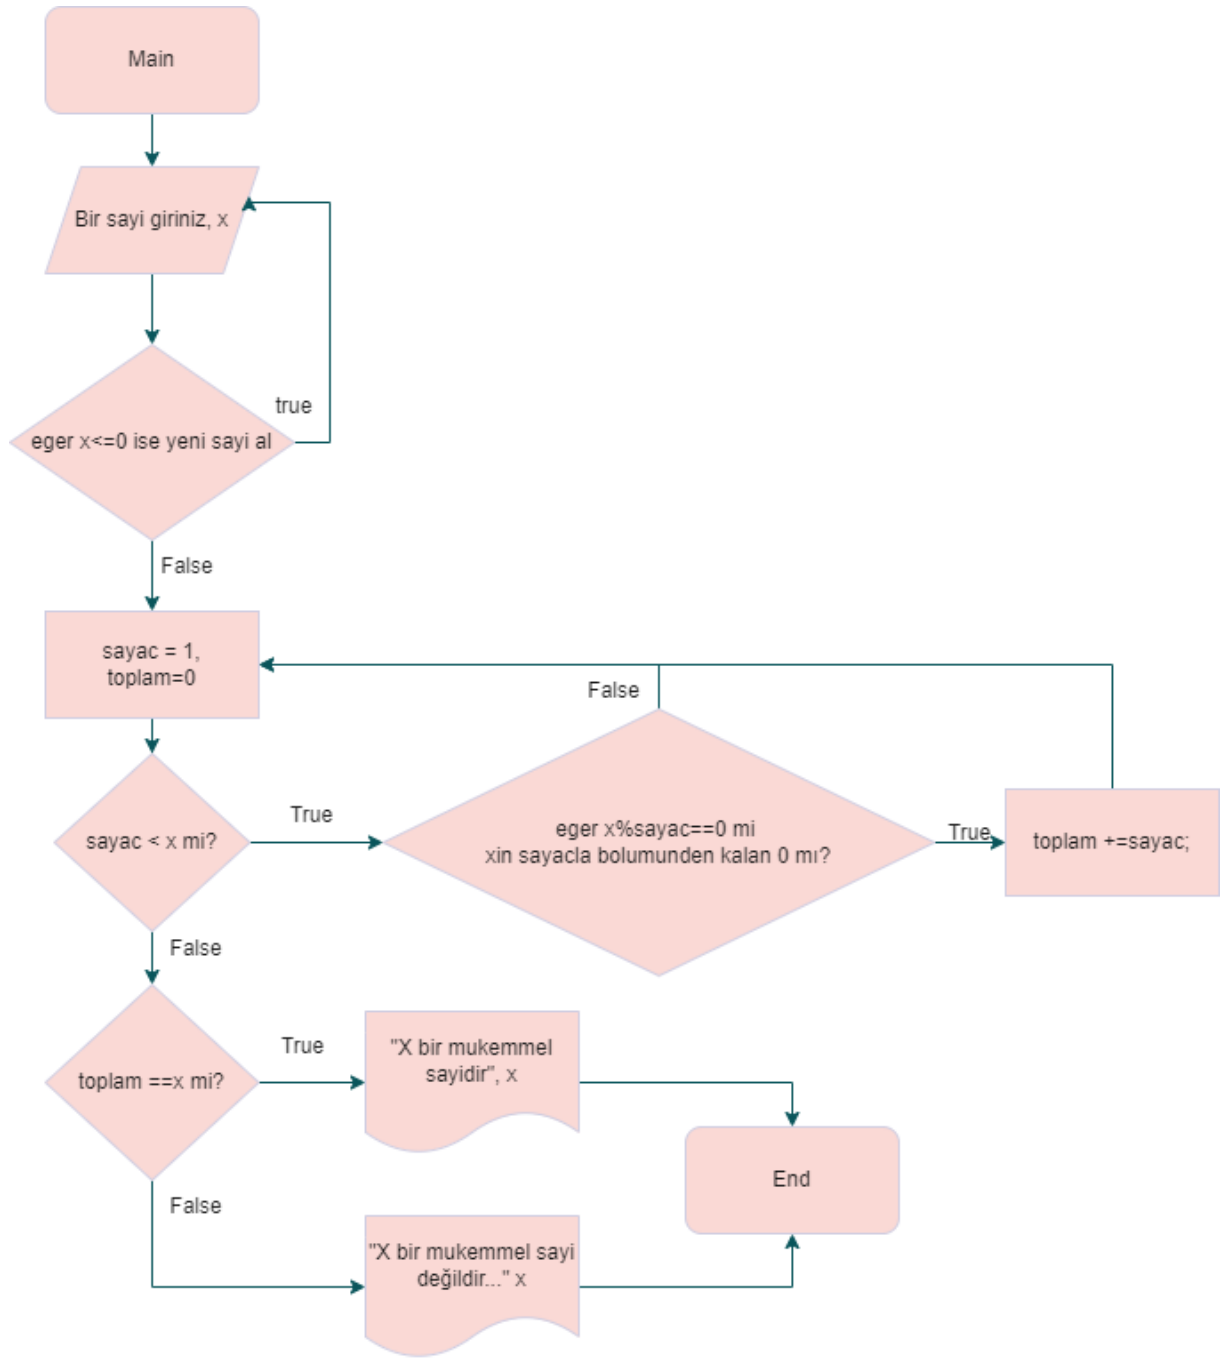 Main
Bir sayi giriniz, x
true
eger x<=0 ise yeni sayi al
False
sayac = 1,
toplam=0
False
sayac < x mi?
True
eger x%sayac==0 mi
xin sayacla bolumunden kalan 0 mı?
True
toplam +=sayac;
False
toplam ==x mi?
True
"X bir mukemmel
sayidir", x
End
False
"X bir mukemmel sayi
değildir..." x